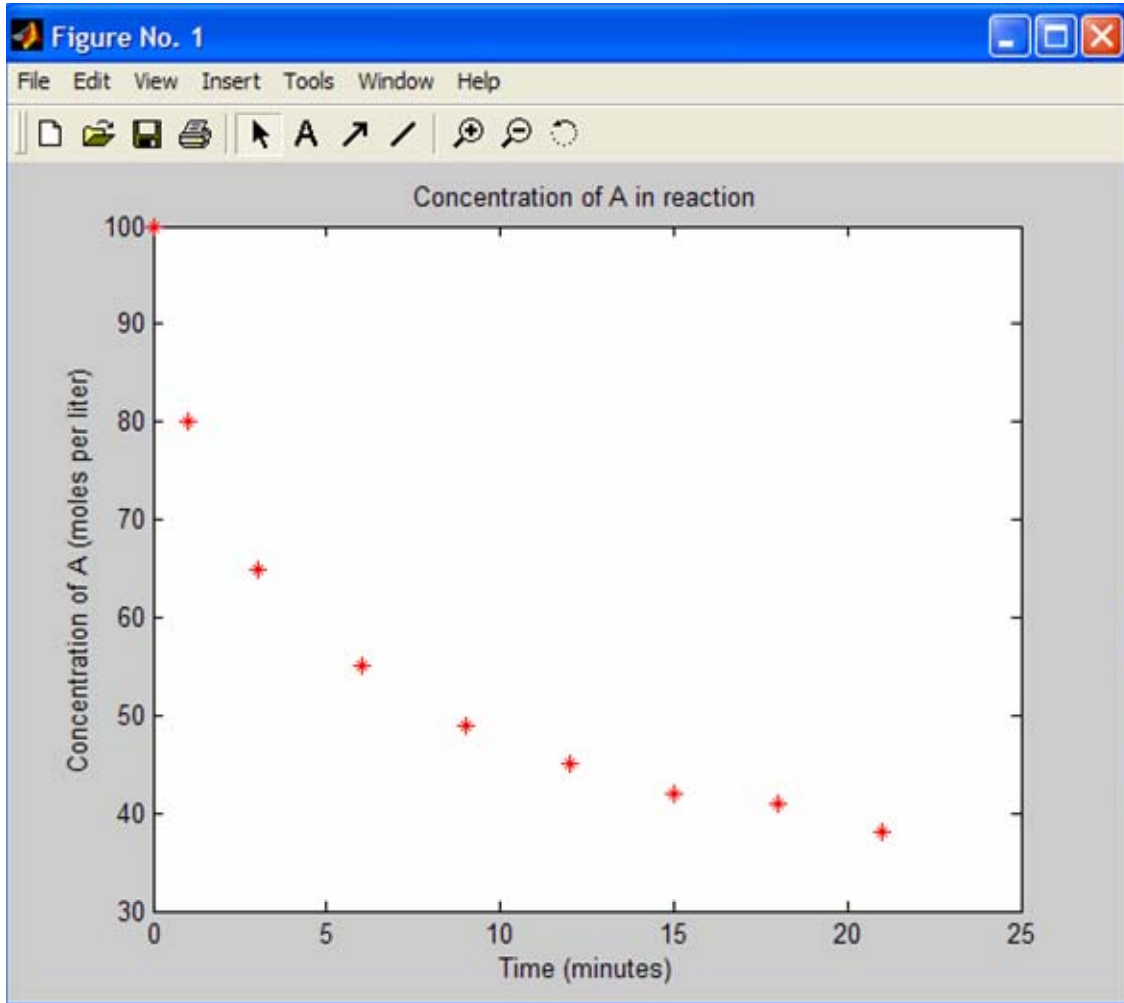 Figure No. 1
File Edit View Insert Tools Window Help
A
Concentration of A in reaction
Concentration of A (moles per liter)
100
90
80
70
60
50
40
30
0 5 10 15 20 25
Time (minutes)